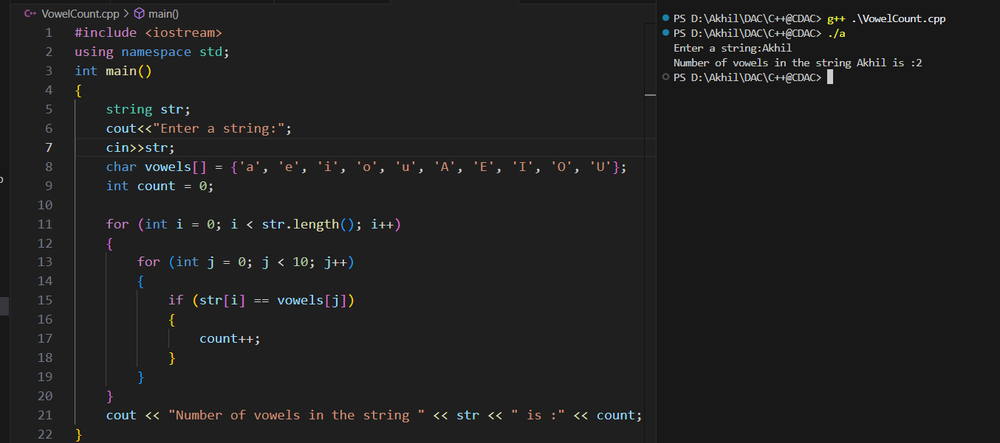 C++ VowelCount.cpp > main()
1 #include <iostream>
2 using namespace std;
3 int main()
4 {
5 string str;
6 cout<<"Enter a string:";
7 cin>>str;
8 char vowels[] = {'a', 'e', 'i', 'o', 'u', 'A', 'E', 'I', 'O', 'U'};
9 int count = 0;
10
11 for (int i = 0; i < str.length(); i++)
12 {
13 for (int j = 0; j < 10; j++)
14 {
15 if (str[i] == vowels[j])
16 {
17 count++;
18 }
19 }
20 }
21 cout << "Number of vowels in the string " << str << " is :" << count;
22 }
PS D:\Akhil\DAC\C++@CDAC> g++ .\VowelCount.cpp
PS D:\Akhil\DAC\C++@CDAC> ./a
Enter a string:Akhil
Number of vowels in the string Akhil is :2
PS D:\Akhil\DAC\C++@CDAC>